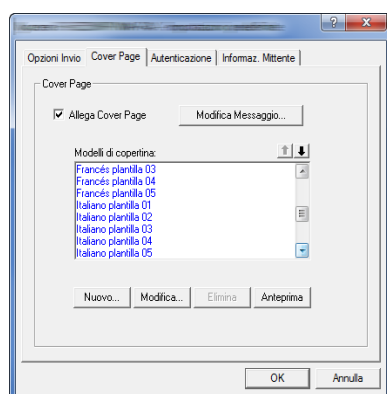 Opzioni Invio Cover Page Autenticazione Informaz. Mittente
Cover Page
Allega Cover Page Modifica Messaggio...
Modelli di copertina:
Francés plantilla 03
Francés plantilla 04
Francés plantilla 05
Italiano plantilla 01
Italiano plantilla 02
Italiano plantilla 03
Italiano plantilla 04
Italiano plantilla 05
Nuovo... Modifica... Elimina Anteprima
OK Annulla